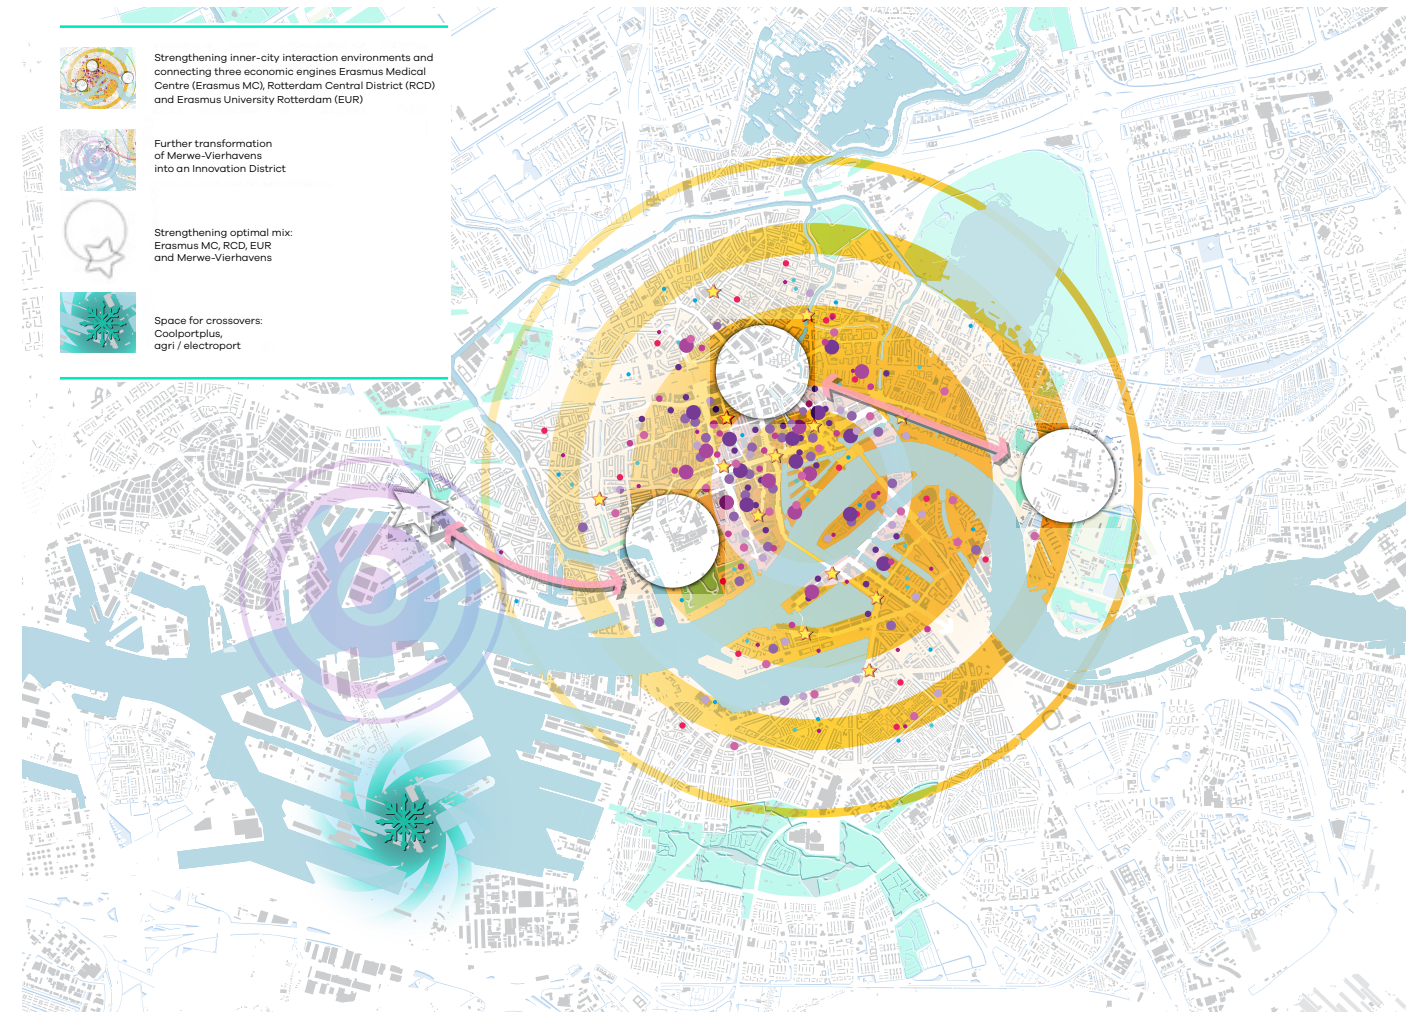 Strengthening inner-city interaction environments and
connecting three economic engines Erasmus Medical
Centre (Erasmus MC), Rotterdam Central District (RCD)
and Erasmus University Rotterdam (EUR)
Further transformation
of Merwe-Vierhavens
into an Innovation District
Strengthening optimal mix:
Erasmus MC, RCD, EUR
and Merwe-Vierhavens
Space for crossovers:
Coolportplus,
agri / electroport